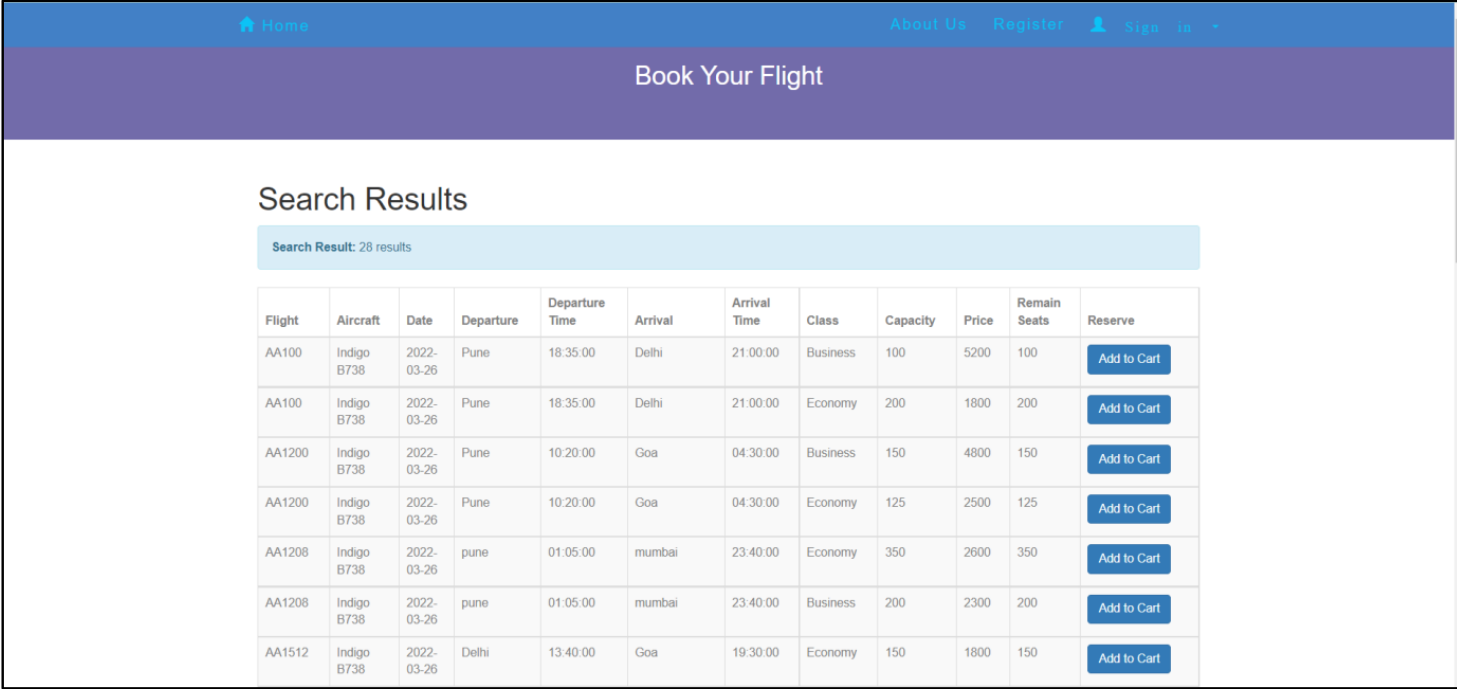 Home About Us Register Sign in
Book Your Flight
Search Results
Search Result: 28 results
Flight Aircraft Date Departure Departure Time Arrival Arrival Time Class Capacity Price Remain Seats Reserve
AA100 Indigo B738 2022-03-26 Pune 18:35:00 Delhi 21:00:00 Business 100 5200 100 Add to Cart
AA100 Indigo B738 2022-03-26 Pune 18:35:00 Delhi 21:00:00 Economy 200 1800 200 Add to Cart
AA1200 Indigo B738 2022-03-26 Pune 10:20:00 Goa 04:30:00 Business 150 4800 150 Add to Cart
AA1200 Indigo B738 2022-03-26 Pune 10:20:00 Goa 04:30:00 Economy 125 2500 125 Add to Cart
AA1208 Indigo B738 2022-03-26 pune 01:05:00 mumbai 23:40:00 Economy 350 2600 350 Add to Cart
AA1208 Indigo B738 2022-03-26 pune 01:05:00 mumbai 23:40:00 Business 200 2300 200 Add to Cart
AA1512 Indigo B738 2022-03-26 Delhi 13:40:00 Goa 19:30:00 Economy 150 1800 150 Add to Cart